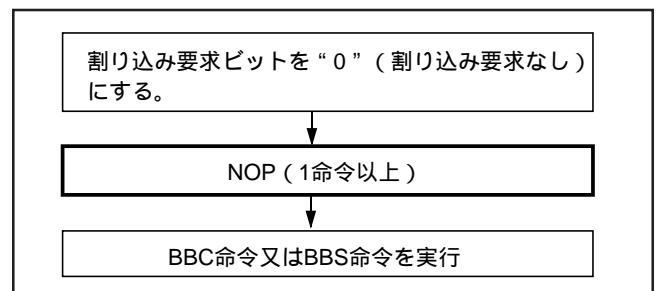 割り込み要求ビットを“0”（割り込み要求なし）
にする。
NOP（1命令以上）
BBC命令又はBBS命令を実行